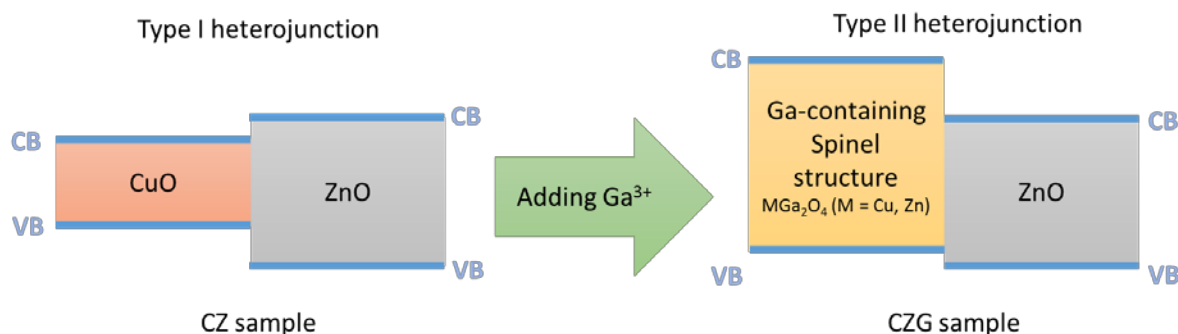 Type I heterojunction
Type II heterojunction
CB
CuO
VB
ZnO
CB
VB
Adding Ga³⁺
CB
Ga-containing
Spinel
structure
MGa₂O₄ (M = Cu, Zn)
VB
ZnO
CB
VB
CZ sample
CZG sample